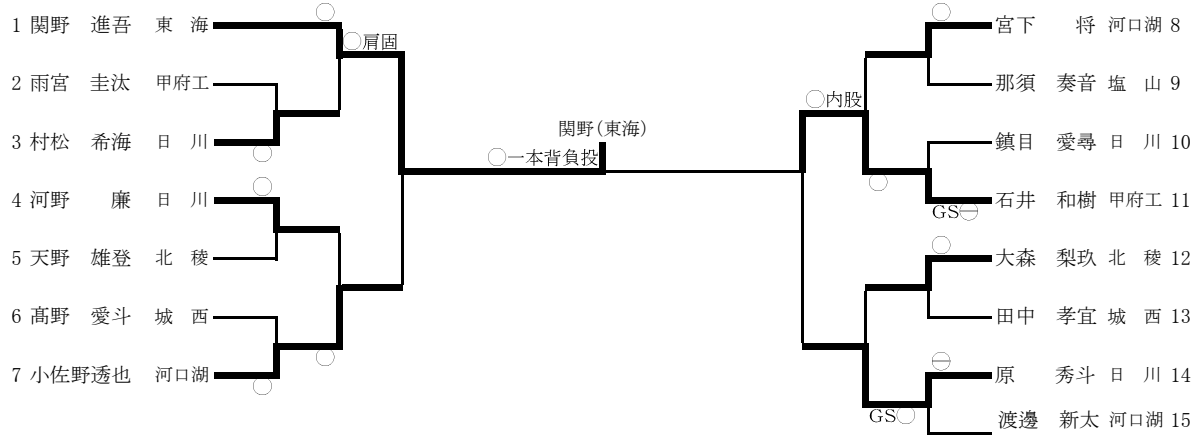 1 関野 進吾 東 海
2 雨宮 圭汰 甲府工
3 村松 希海 日 川
4 河野 廉 日 川
5 天野 雄登 北 稜
6 髙野 愛斗 城 西
7 小佐野透也 河口湖
○
○肩固
○
○
○
○
○一本背負投
関野(東海)
○内股
○
○
GS⊖
○
⊖
GS○
宮下 将 河口湖 8
那須 奏音 塩 山 9
鎮目 愛尋 日 川 10
石井 和樹 甲府工 11
大森 梨玖 北 稜 12
田中 孝宜 城 西 13
原 秀斗 日 川 14
渡邊 新太 河口湖 15